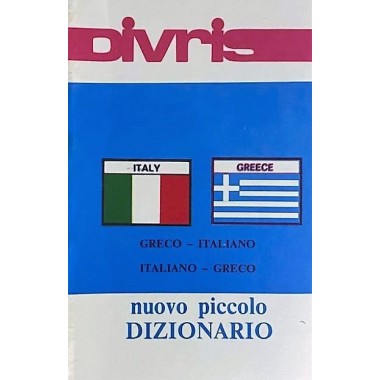 Divris
ITALY
GREECE
GRECO - ITALIANO
ITALIANO - GRECO
nuovo piccolo
DIZIONARIO